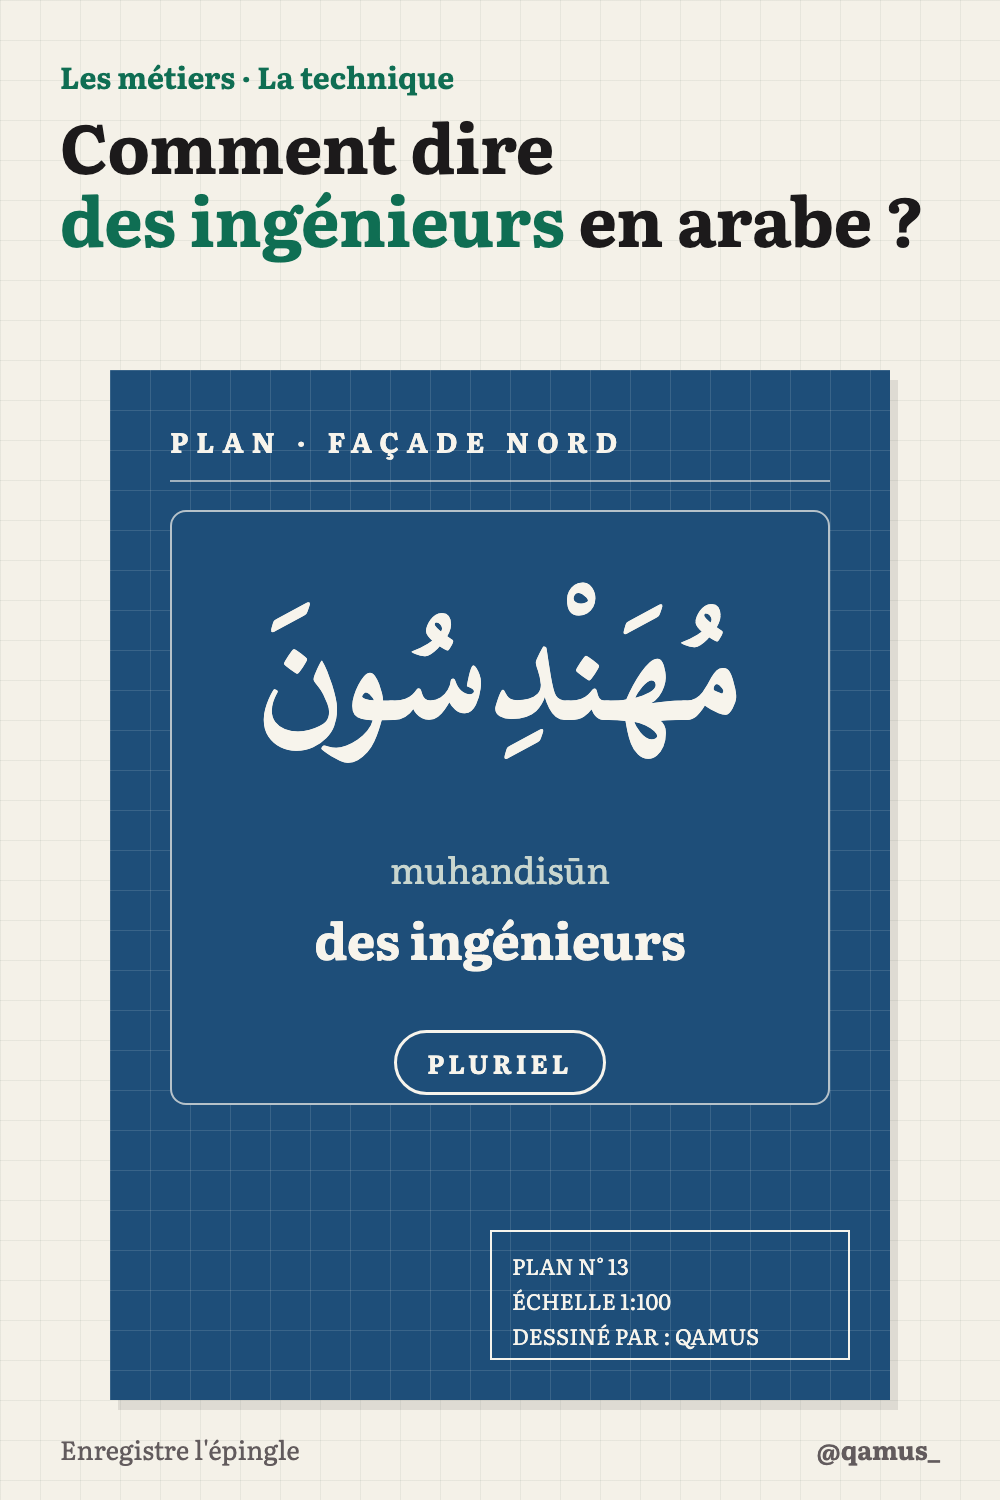 Les métiers · La technique
Comment dire
des ingénieurs en arabe ?
PLAN · FAÇADE NORD
مُهَنْدِسُونَ
muhandisūn
des ingénieurs
PLURIEL
PLAN N° 13
ÉCHELLE 1:100
DESSINÉ PAR : QAMUS
Enregistre l'épingle
@qamus_